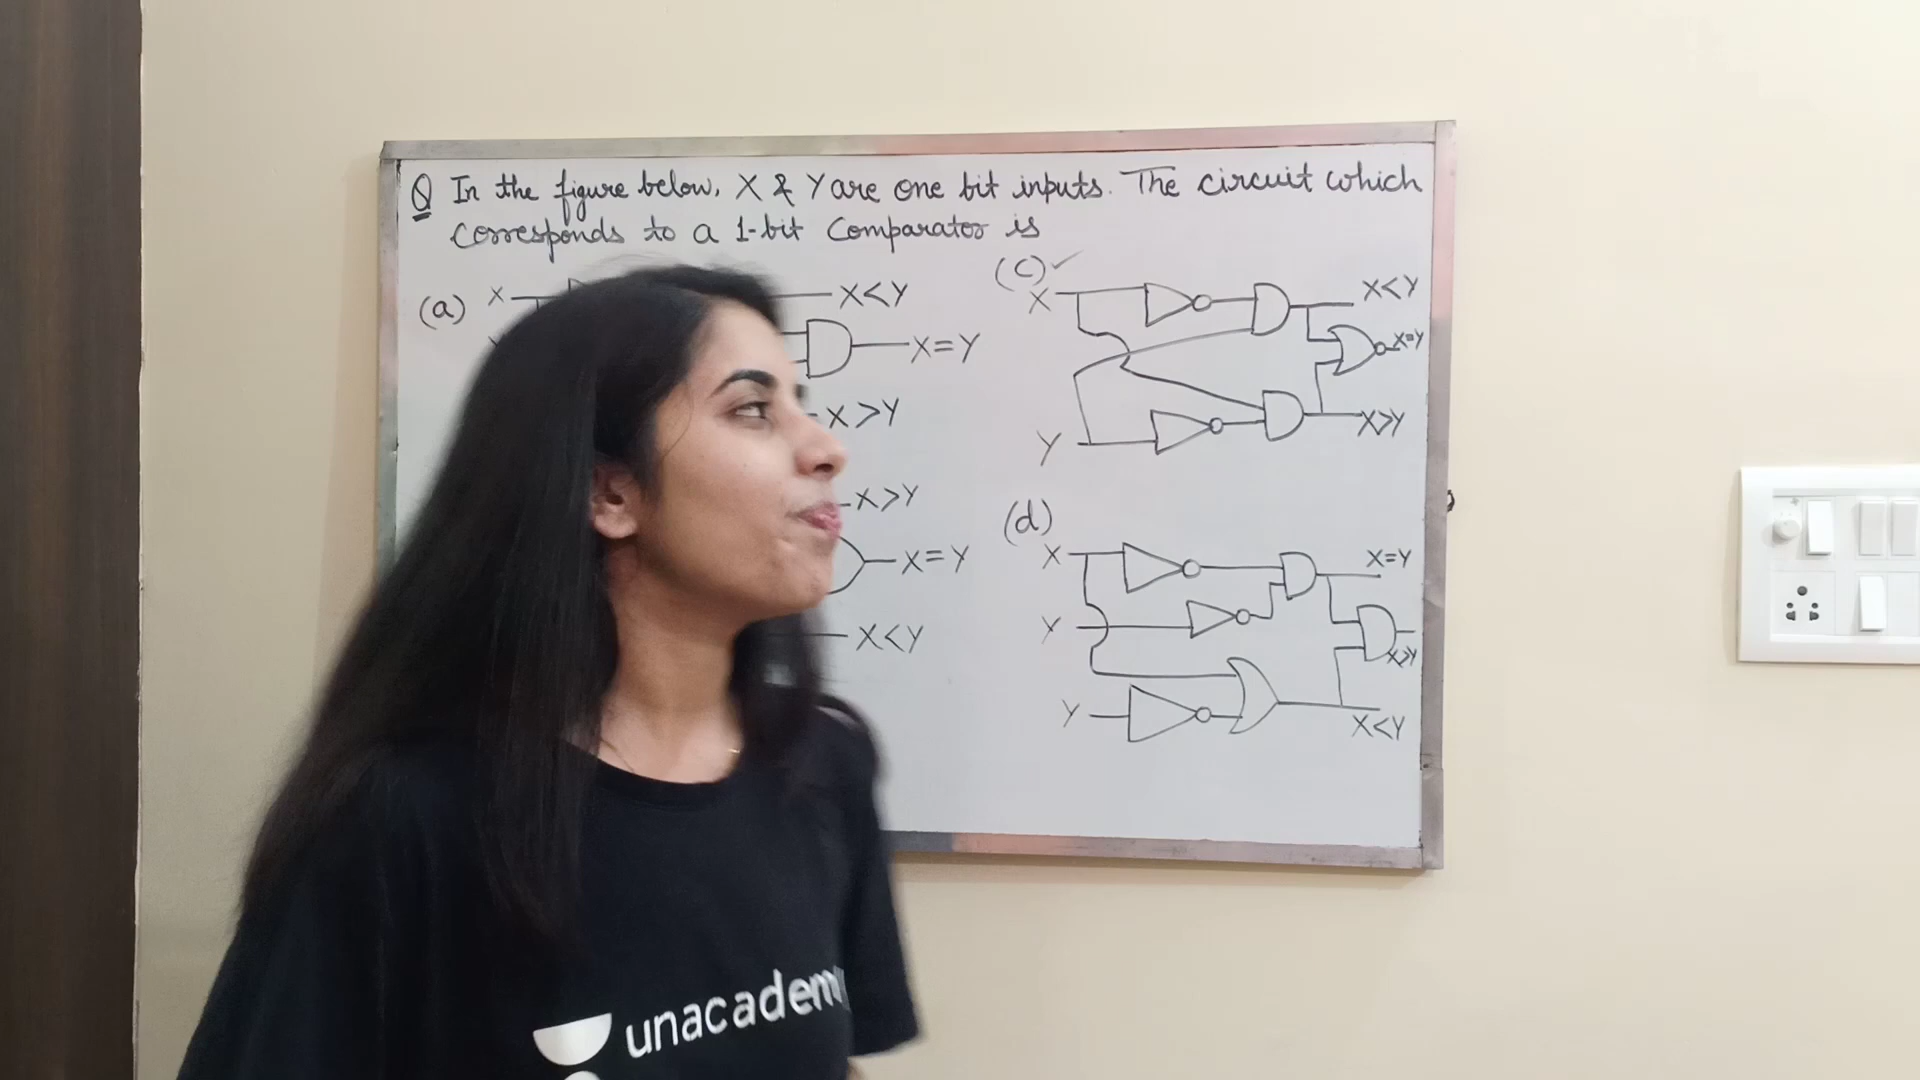 Q In the figure below, X & Y are one bit inputs. The circuit which
corresponds to a 1-bit Comparator is
(a) X
X<Y
X=Y
X>Y
X>Y
X=Y
X<Y
(c) ✓
X
X<Y
X=Y
Y
X>Y
(d)
X
X=Y
Y
X>Y
Y
X<Y
unacadem